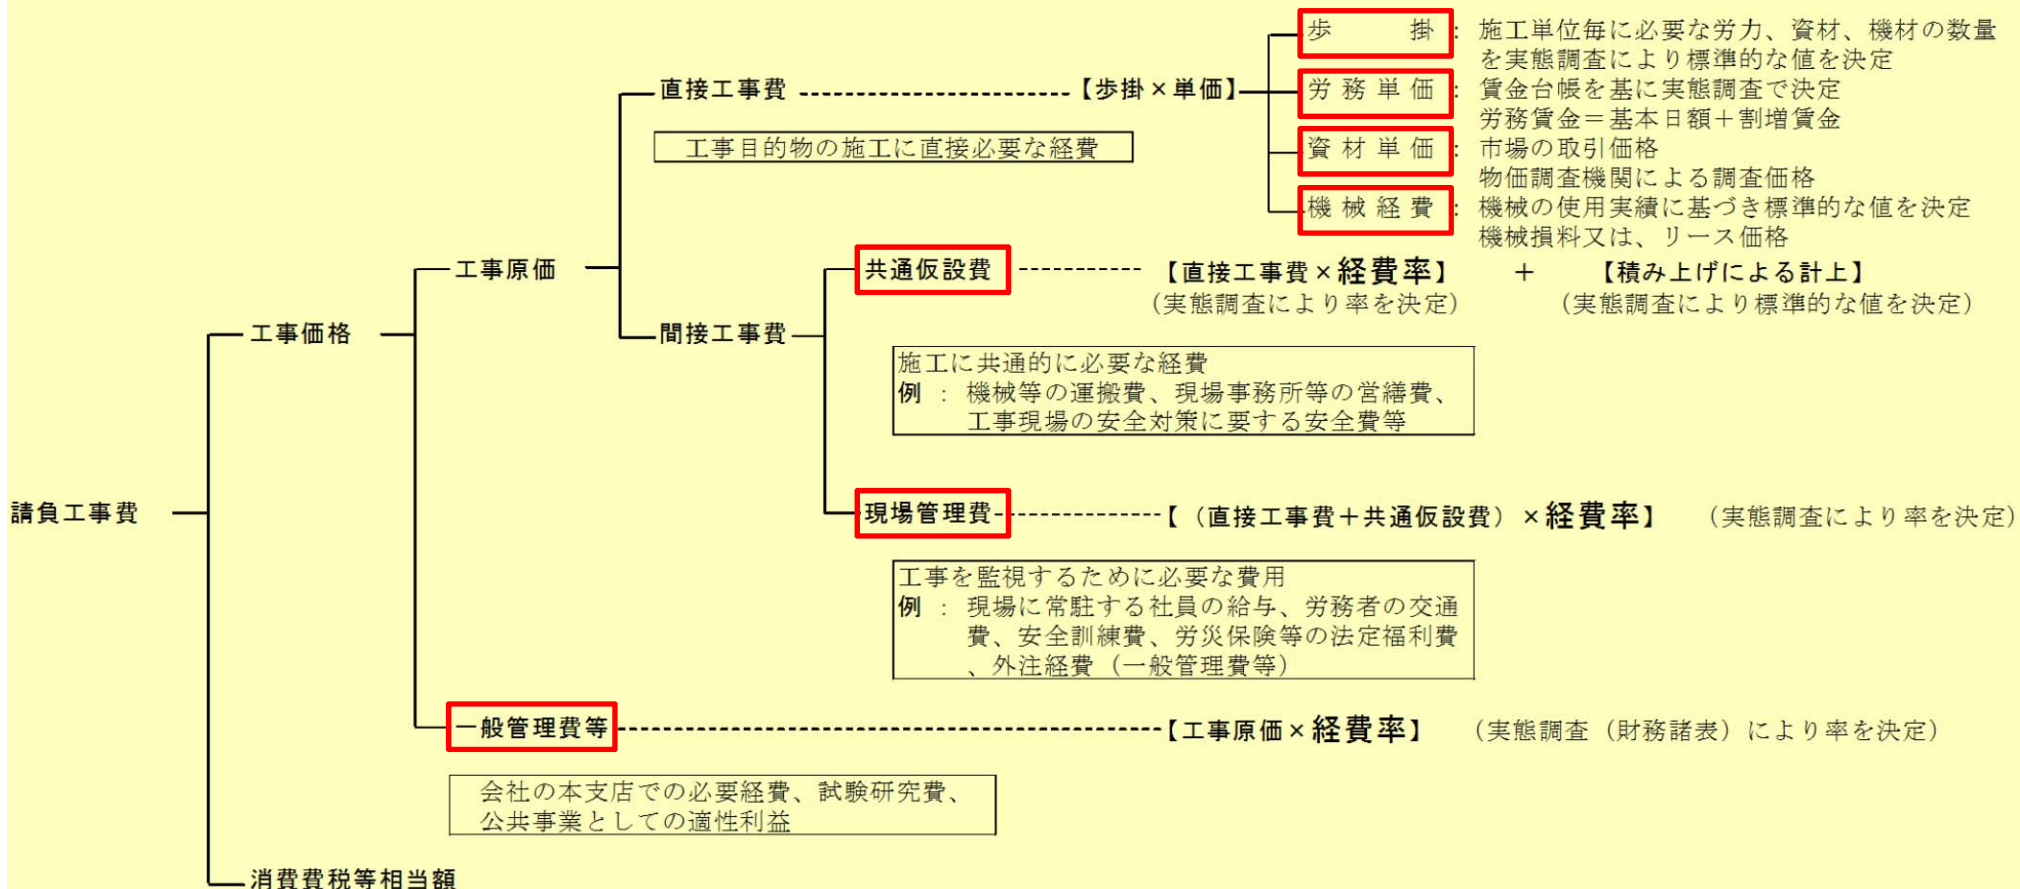 歩掛 : 施工単位毎に必要な労力、資材、機材の数量
を実態調査により標準的な値を決定
直接工事費 【歩掛×単価】 労務単価 : 賃金台帳を基に実態調査で決定
労務賃金＝基本日額＋割増賃金
工事目的物の施工に直接必要な経費
資材単価 : 市場の取引価格
物価調査機関による調査価格
機械経費 : 機械の使用実績に基づき標準的な値を決定
機械損料又は、リース価格
工事原価
共通仮設費 【直接工事費×経費率】 ＋ 【積み上げによる計上】
（実態調査により率を決定） （実態調査により標準的な値を決定）
工事価格
間接工事費
施工に共通的に必要な経費
例 : 機械等の運搬費、現場事務所等の営繕費、
工事現場の安全対策に要する安全費等
請負工事費
現場管理費 【（直接工事費＋共通仮設費）×経費率】 （実態調査により率を決定）
工事を監視するために必要な費用
例 : 現場に常駐する社員の給与、労務者の交通
費、安全訓練費、労災保険等の法定福利費
、外注経費（一般管理費等）
一般管理費等 【工事原価×経費率】 （実態調査（財務諸表）により率を決定）
会社の本支店での必要経費、試験研究費、
公共事業としての適性利益
消費費税等相当額